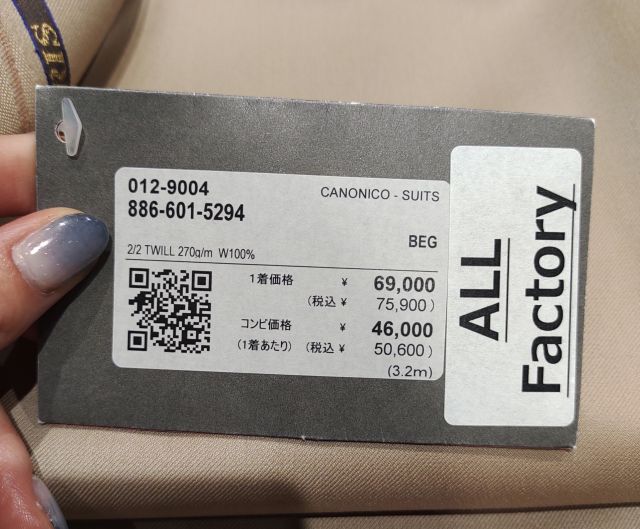 012-9004
CANONICO - SUITS
886-601-5294
BEG
2/2 TWILL 270g/m W100%
1着価格 ¥ 69,000
(税込 ¥ 75,900 )
コンビ価格 ¥ 46,000
(1着あたり) (税込 ¥ 50,600 )
(3.2m)
ALL
Factory